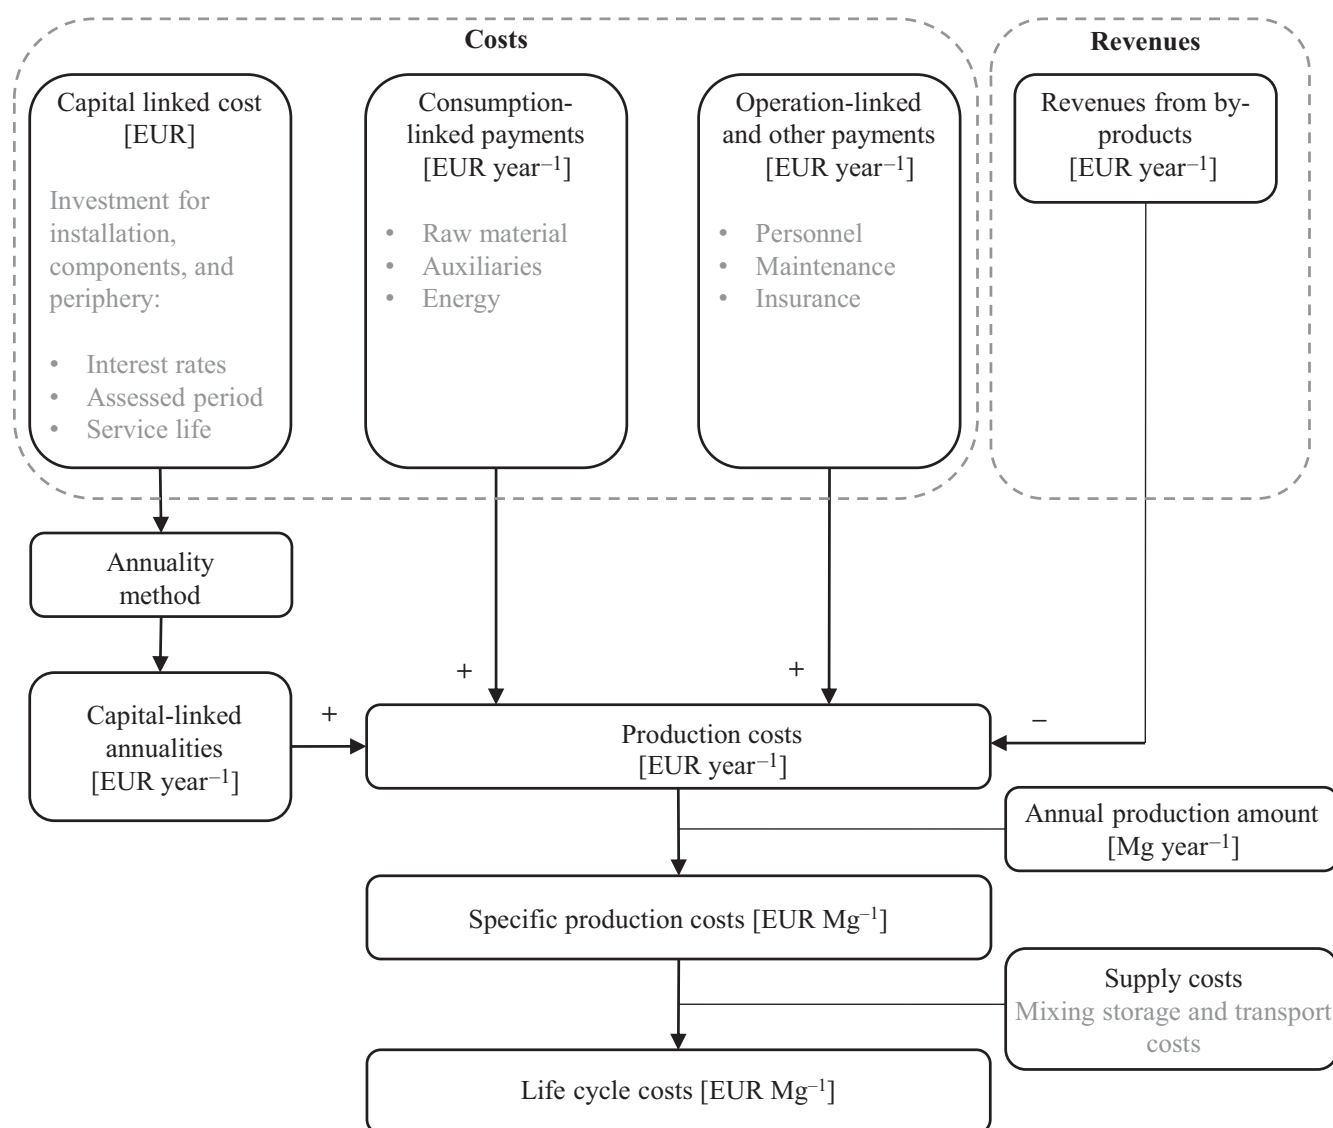 Costs
Capital linked cost
[EUR]
Investment for
installation,
components, and
periphery:
• Interest rates
• Assessed period
• Service life
Consumption-
linked payments
[EUR year⁻¹]
• Raw material
• Auxiliaries
• Energy
Operation-linked
and other payments
[EUR year⁻¹]
• Personnel
• Maintenance
• Insurance
Revenues
Revenues from by-
products
[EUR year⁻¹]
Annuality
method
Capital-linked
annualities
[EUR year⁻¹]
+
+
+
−
Production costs
[EUR year⁻¹]
Annual production amount
[Mg year⁻¹]
Specific production costs [EUR Mg⁻¹]
Supply costs
Mixing storage and transport
costs
Life cycle costs [EUR Mg⁻¹]